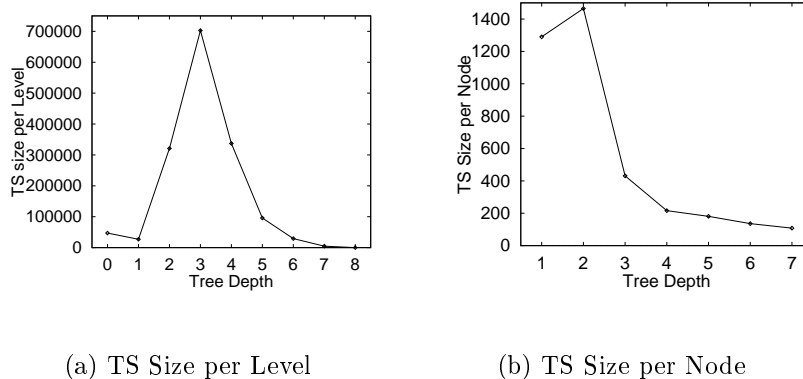 TS size per Level
700000
600000
500000
400000
300000
200000
100000
0
0 1 2 3 4 5 6 7 8
Tree Depth
(a) TS Size per Level
TS Size per Node
1400
1200
1000
800
600
400
200
0
1 2 3 4 5 6 7
Tree Depth
(b) TS Size per Node